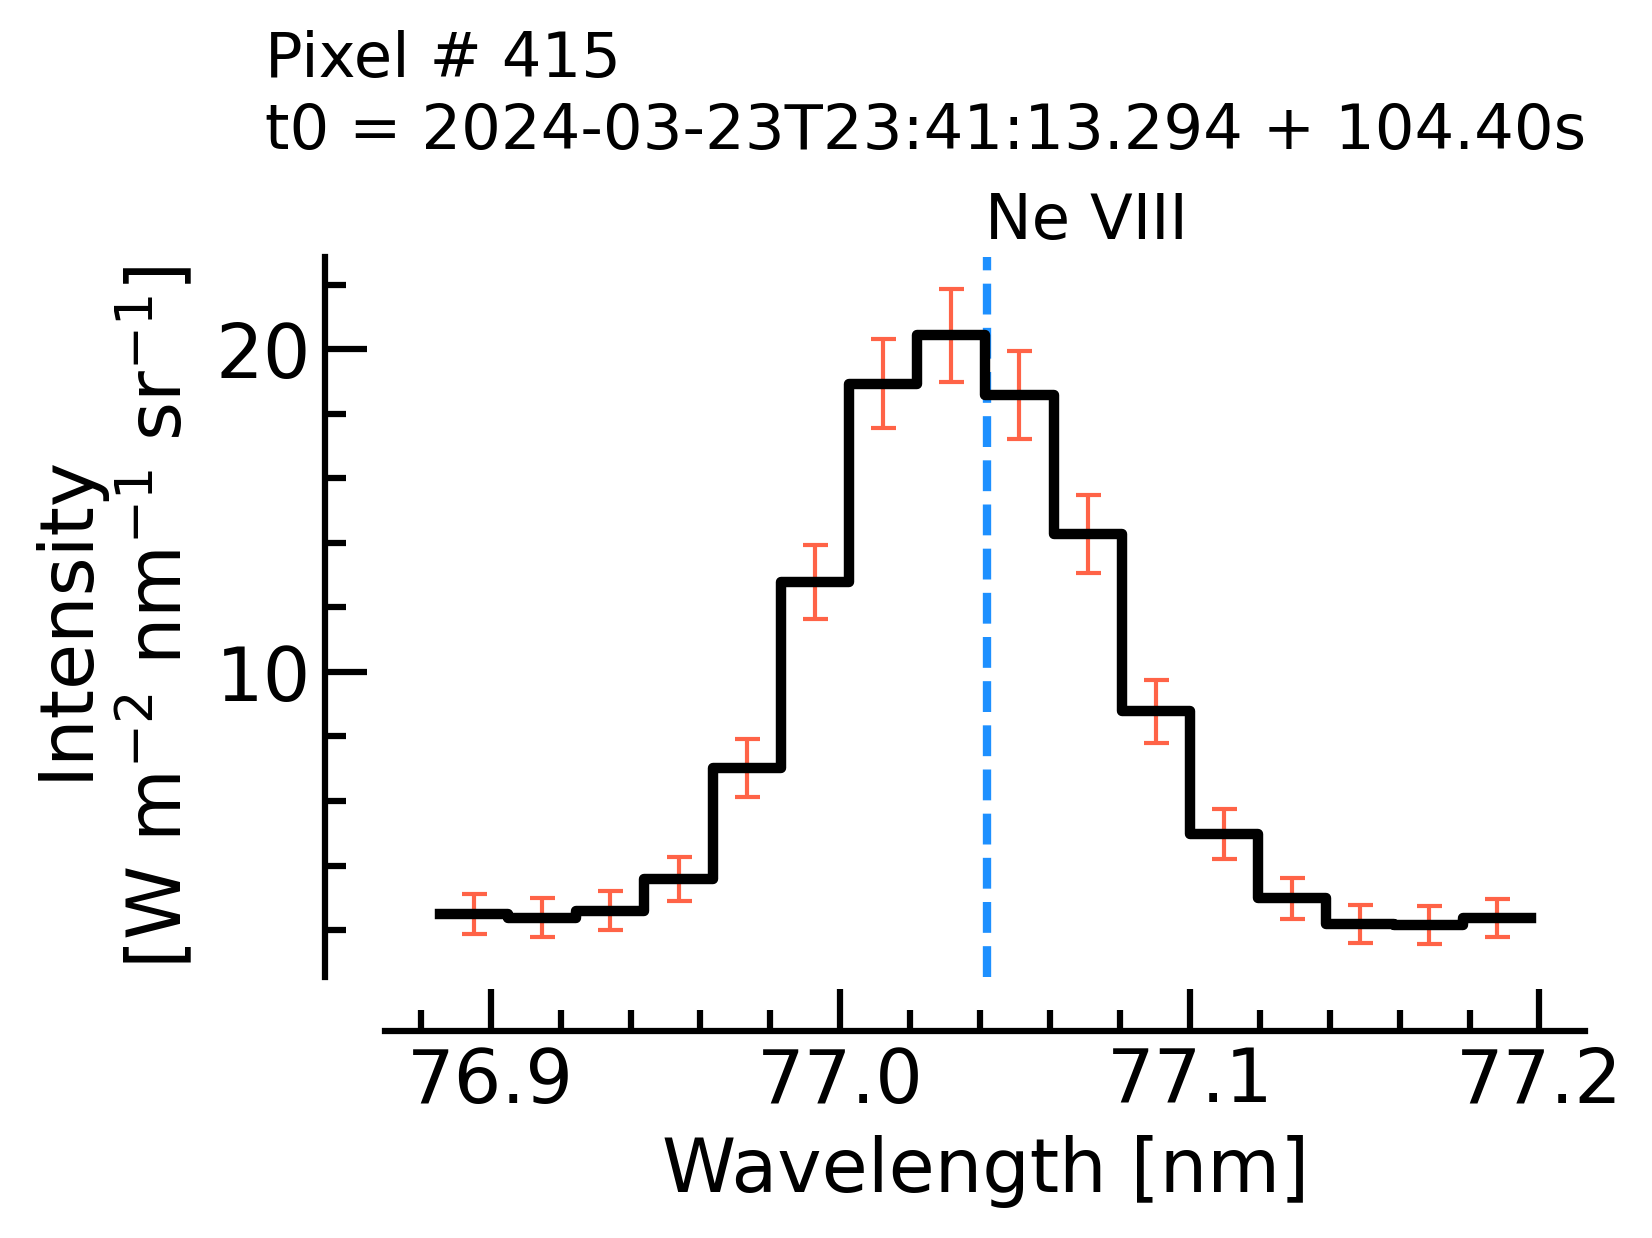 Pixel # 415
t0 = 2024-03-23T23:41:13.294 + 104.40s
Ne VIII
Intensity
[W m⁻² nm⁻¹ sr⁻¹]
20
10
76.9 77.0 77.1 77.2
Wavelength [nm]